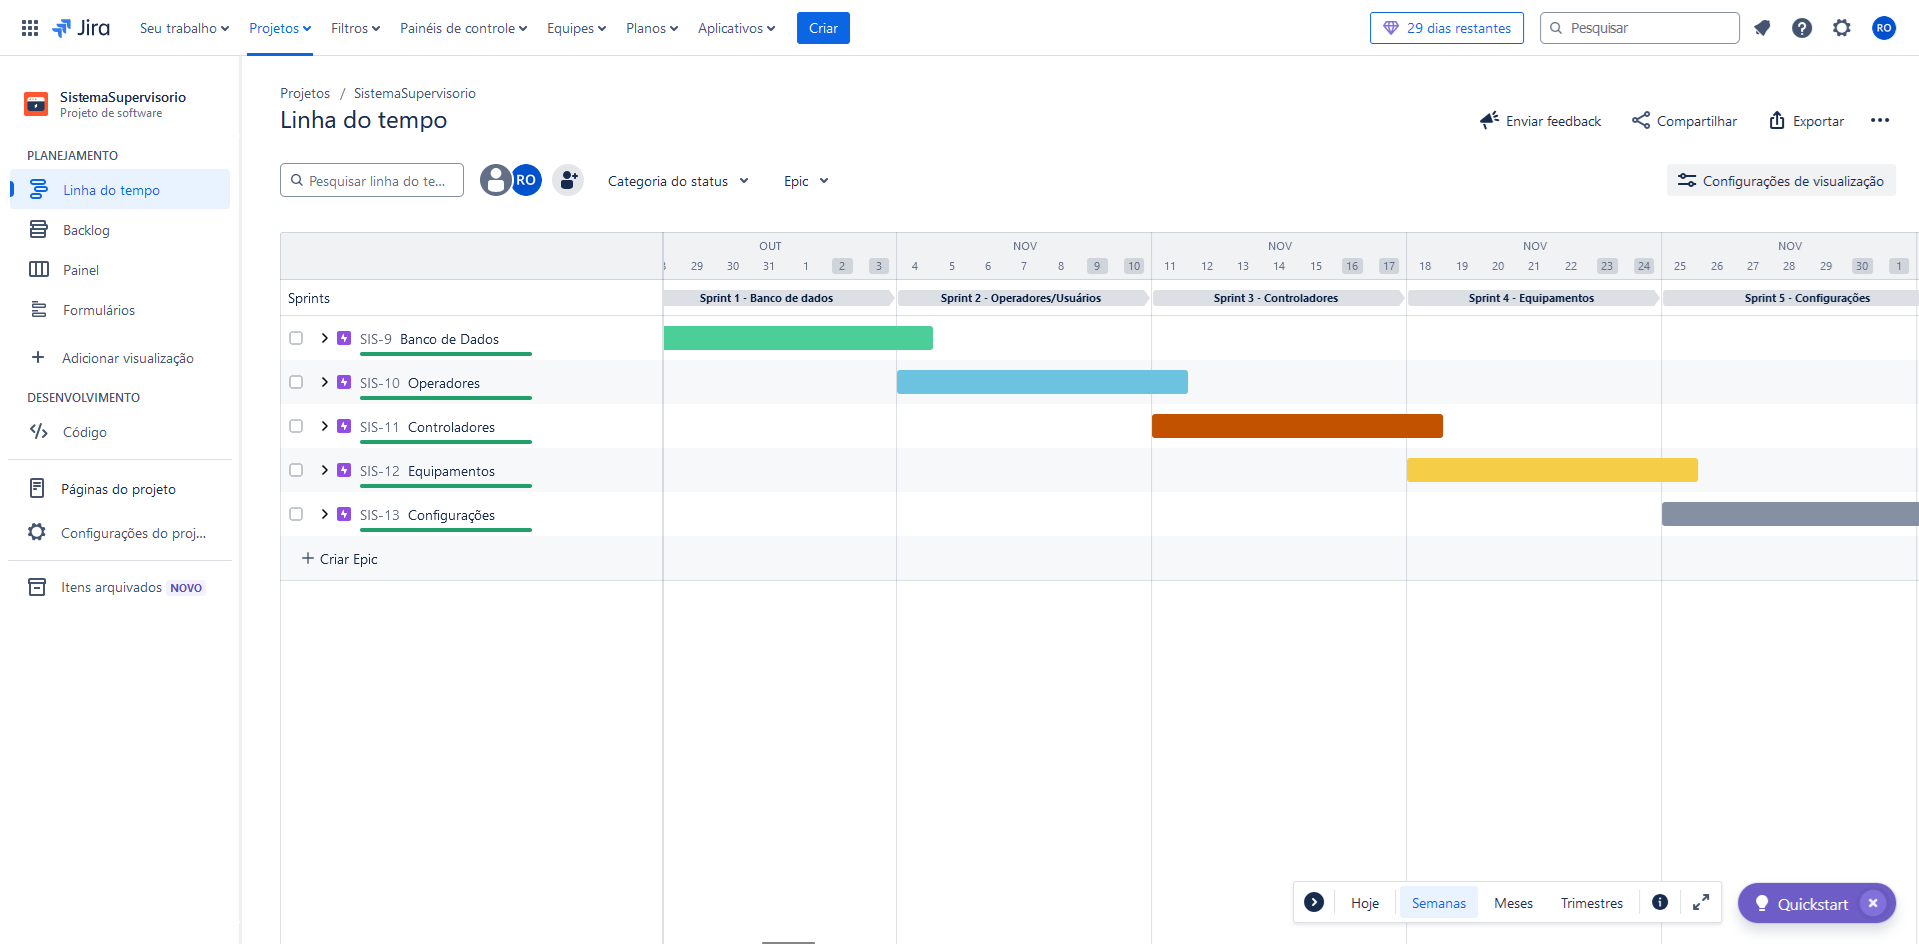 Jira Seu trabalho Projetos Filtros Painéis de controle Equipes Planos Aplicativos Criar 29 dias restantes Pesquisar RO
SistemaSupervisorio
Projeto de software
PLANEJAMENTO
Linha do tempo
Backlog
Painel
Formulários
Adicionar visualização
DESENVOLVIMENTO
Código
Páginas do projeto
Configurações do proj...
Itens arquivados NOVO
Projetos / SistemaSupervisorio
Linha do tempo
Enviar feedback Compartilhar Exportar
Pesquisar linha do te... RO Categoria do status Epic Configurações de visualização
OUT NOV NOV NOV NOV
29 30 31 1 2 3 4 5 6 7 8 9 10 11 12 13 14 15 16 17 18 19 20 21 22 23 24 25 26 27 28 29 30 1
Sprints Sprint 1 - Banco de dados Sprint 2 - Operadores/Usuários Sprint 3 - Controladores Sprint 4 - Equipamentos Sprint 5 - Configurações
SIS-9 Banco de Dados
SIS-10 Operadores
SIS-11 Controladores
SIS-12 Equipamentos
SIS-13 Configurações
Criar Epic
Hoje Semanas Meses Trimestres Quickstart